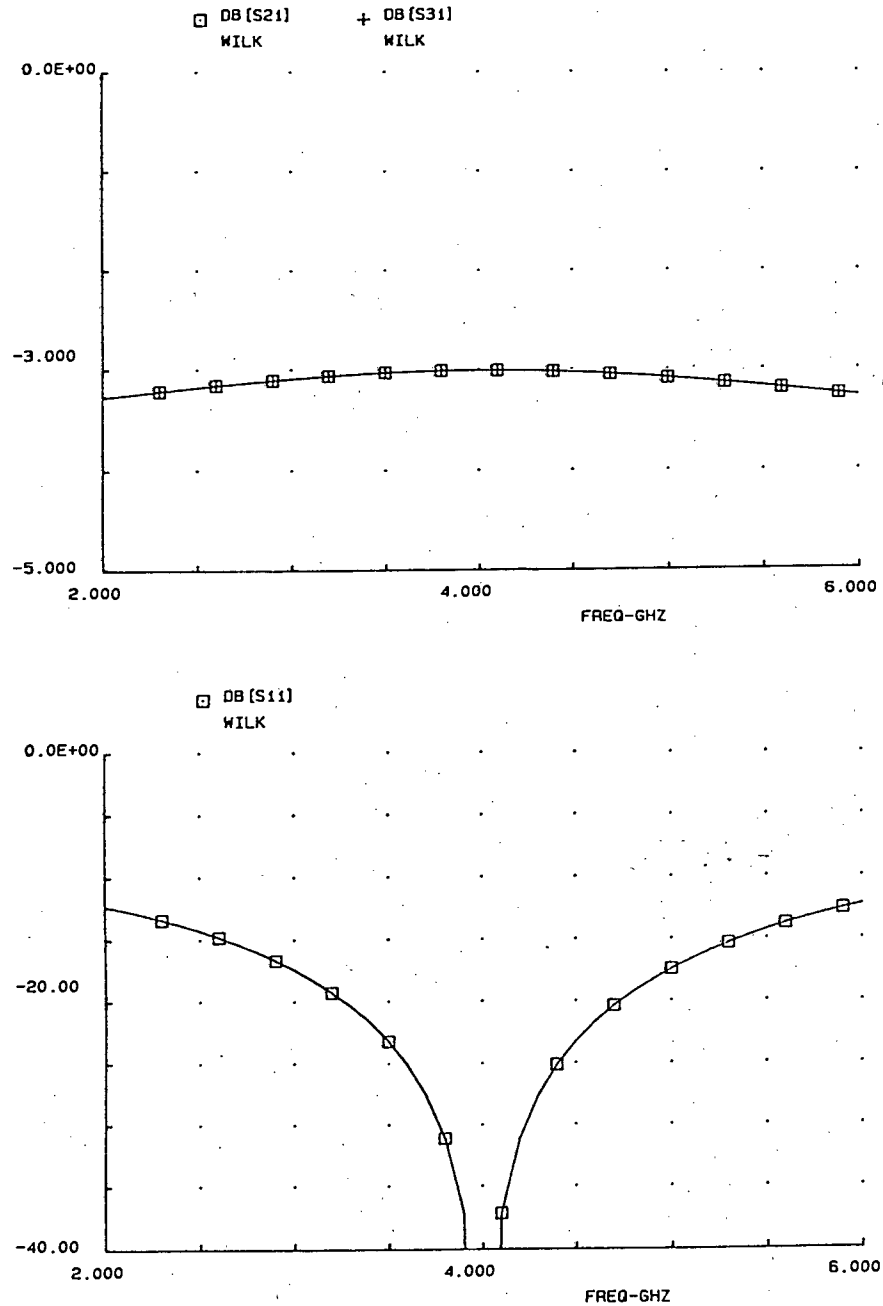 DB[S21] DB[S31]
WILK WILK
0.0E+00
-3.000
-5.000
2.000 4.000 6.000
FREQ-GHZ
DB[S11]
WILK
0.0E+00
-20.00
-40.00
2.000 4.000 6.000
FREQ-GHZ